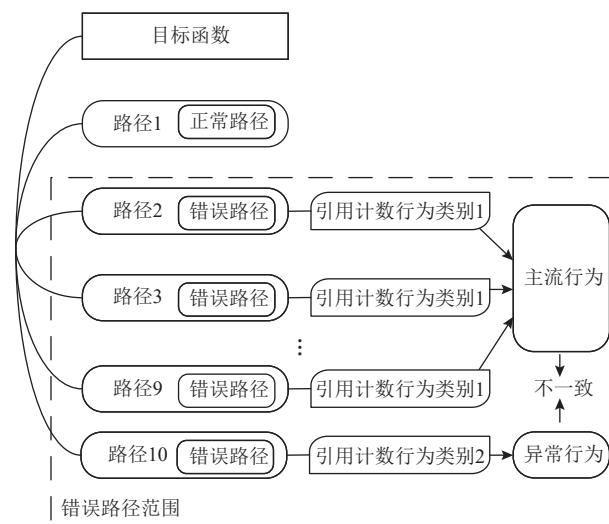 目标函数
路径1 正常路径
路径2 错误路径 引用计数行为类别1
主流行为
路径3 错误路径 引用计数行为类别1
⋮
路径9 错误路径 引用计数行为类别1
不一致
路径10 错误路径 引用计数行为类别2 异常行为
错误路径范围